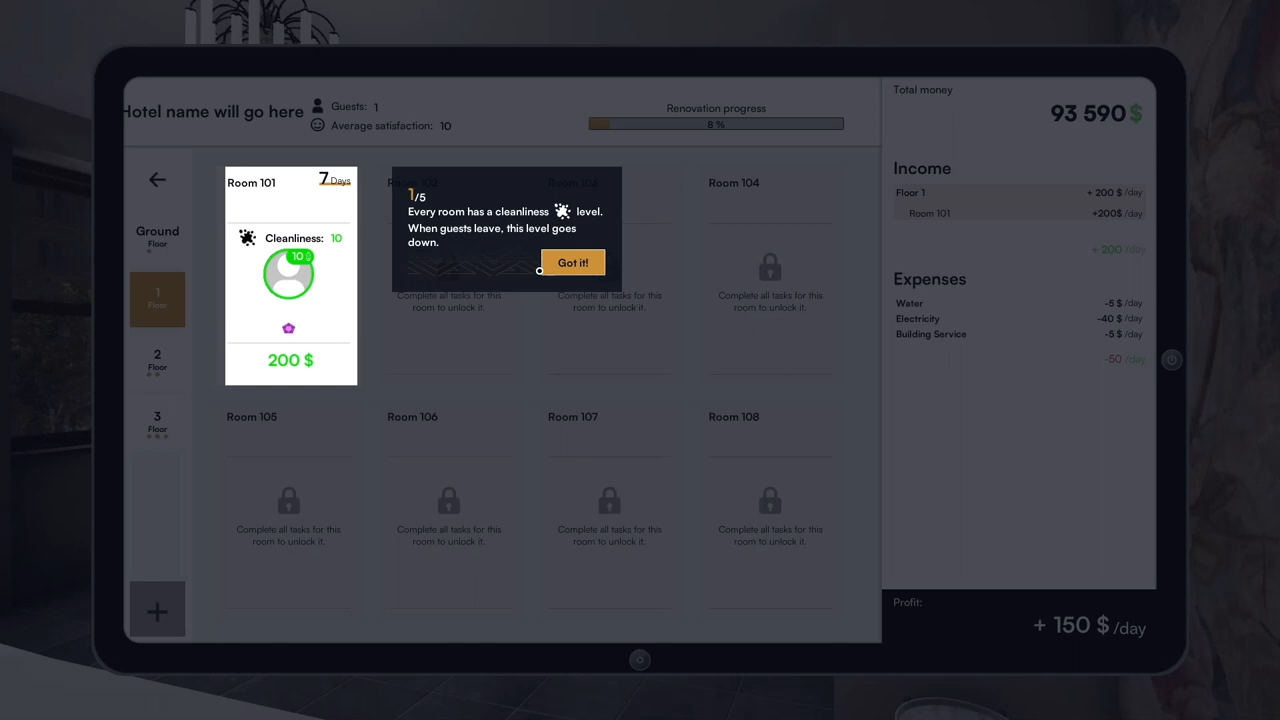 Hotel name will go here
Guests: 1
Average satisfaction: 10
Renovation progress
8 %
Total money
93 590 $
Ground
Floor
1
Floor
2
Floor
3
Floor
+
Room 101
7 Days
Cleanliness: 10
10
200 $
1/5
Every room has a cleanliness level.
When guests leave, this level goes
down.
Got it!
Complete all tasks for this
room to unlock it.
Complete all tasks for this
room to unlock it.
Room 104
Complete all tasks for this
room to unlock it.
Room 105
Complete all tasks for this
room to unlock it.
Room 106
Complete all tasks for this
room to unlock it.
Room 107
Complete all tasks for this
room to unlock it.
Room 108
Complete all tasks for this
room to unlock it.
Income
Floor 1 + 200 $ /day
Room 101 +200$ /day
+ 200 /day
Expenses
Water -5 $ /day
Electricity -40 $ /day
Building Service -5 $ /day
-50 /day
Profit:
+ 150 $ /day